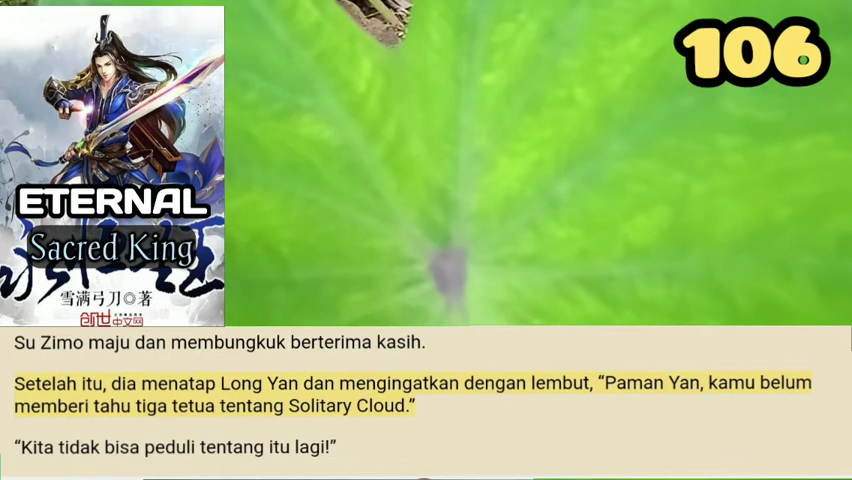 106
ETERNAL
Sacred King
雪满弓刀◎著
创世中文网
Su Zimo maju dan membungkuk berterima kasih.
Setelah itu, dia menatap Long Yan dan mengingatkan dengan lembut, “Paman Yan, kamu belum
memberi tahu tiga tetua tentang Solitary Cloud.”
“Kita tidak bisa peduli tentang itu lagi!”